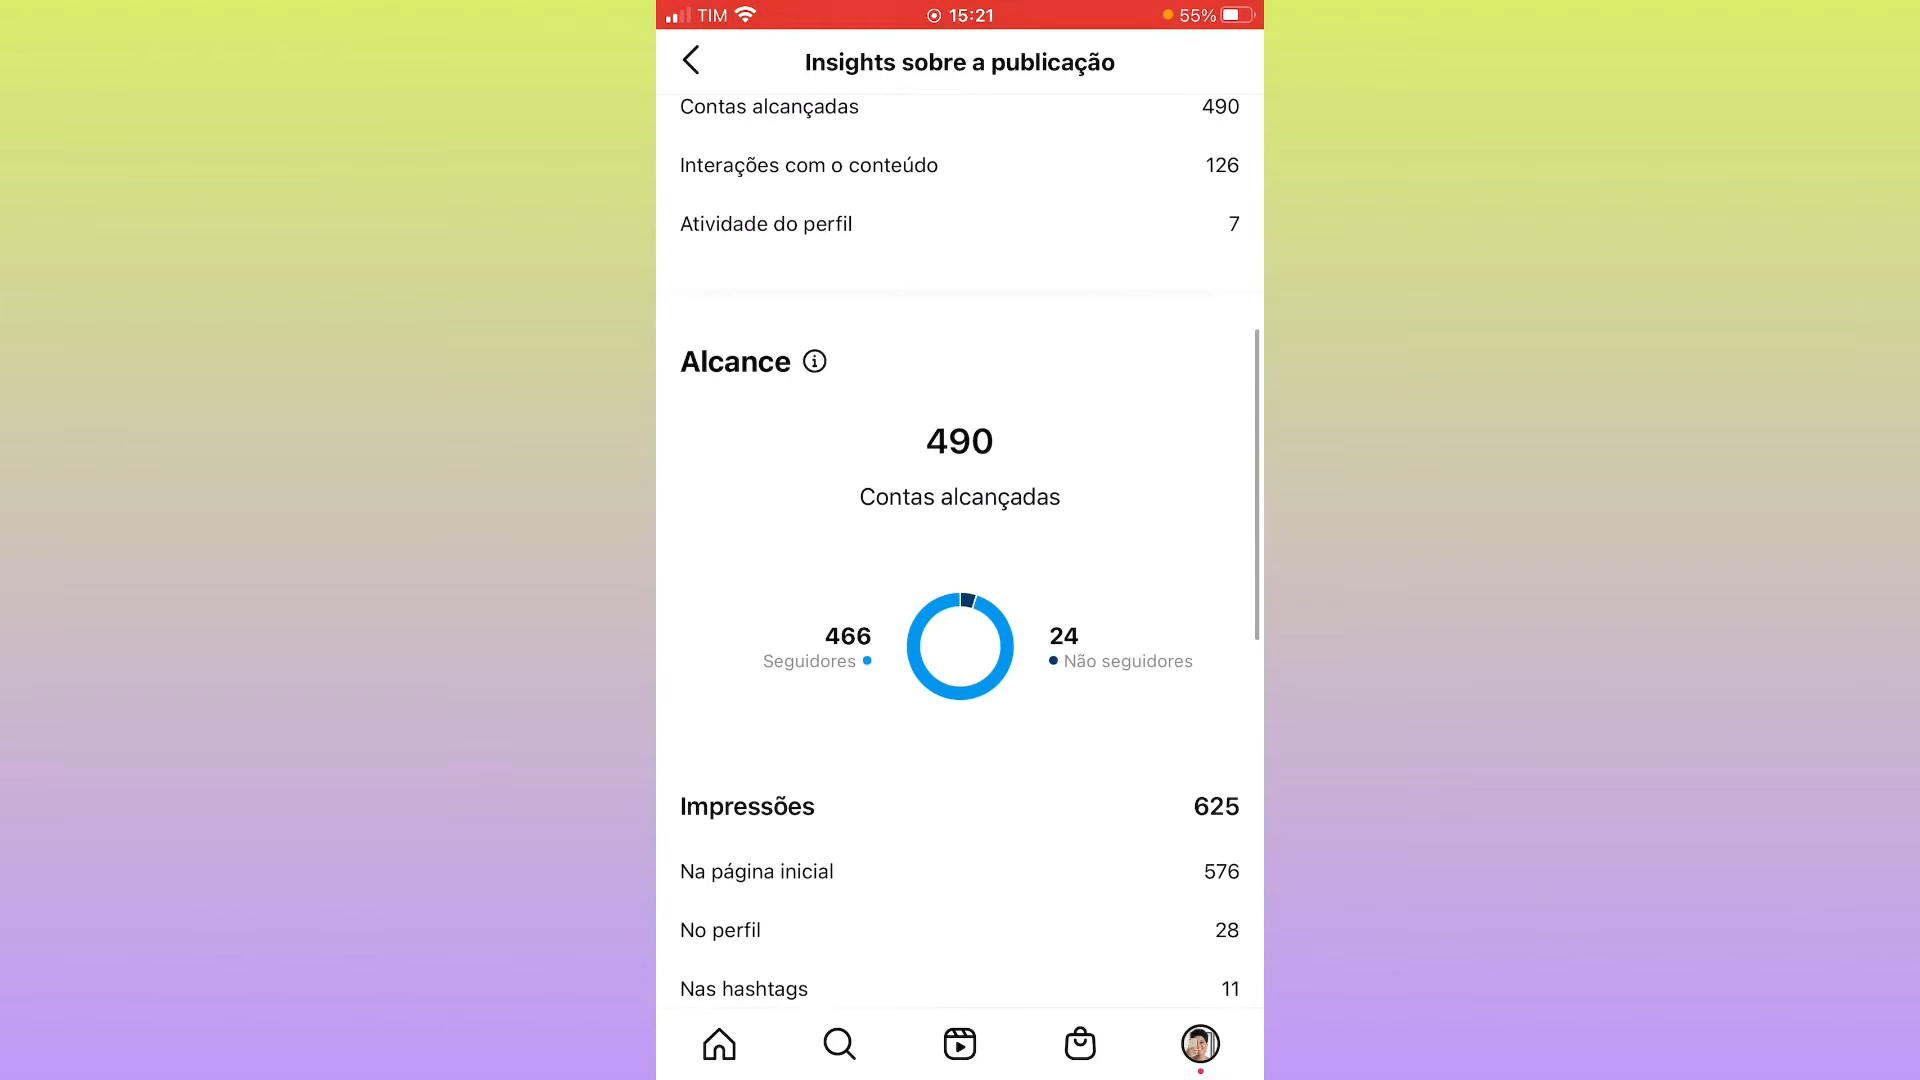 TIM 15:21 55%
Insights sobre a publicação
Contas alcançadas 490
Interações com o conteúdo 126
Atividade do perfil 7
Alcance
490
Contas alcançadas
466 24
Seguidores Não seguidores
Impressões 625
Na página inicial 576
No perfil 28
Nas hashtags 11